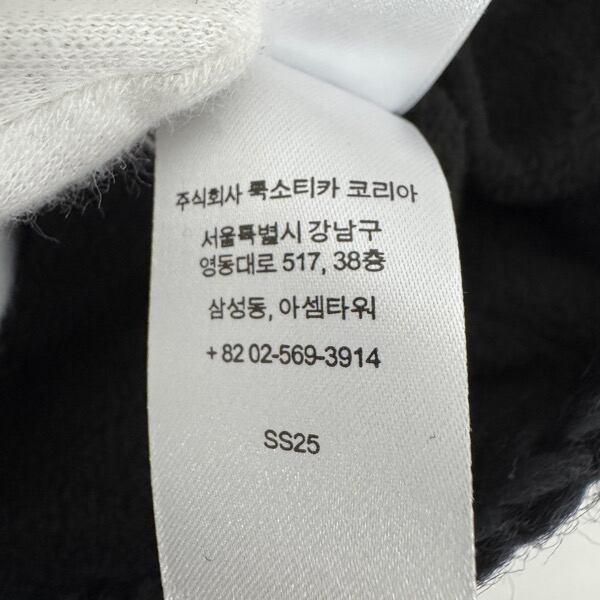 주식회사 룩소티카 코리아
서울특별시 강남구
영동대로 517, 38층
삼성동, 아셈타워
+ 82 02-569-3914
SS25